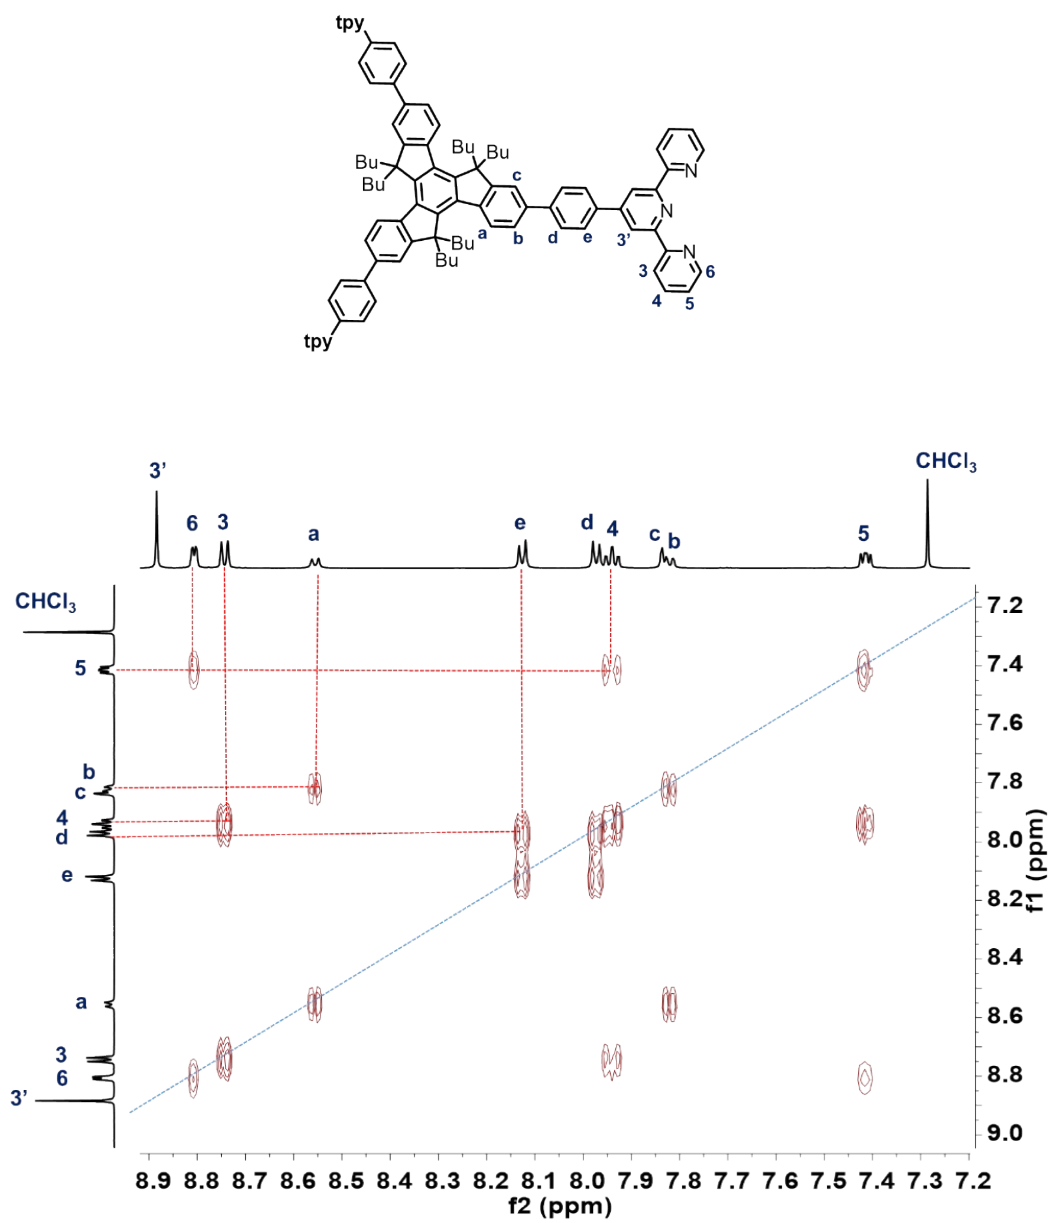 tpy
Bu
Bu
Bu
Bu
c
N
N
a
b
d
e
3'
Bu
Bu
N
3
6
4
5
tpy
CHCl3
3’
6
3
a
e
d
4
c
b
5
CHCl3
7.2
5
7.4
7.6
b
7.8
c
4
8.0
d
e
8.2
f1 (ppm)
8.4
a
8.6
3
8.8
6
3’
9.0
8.9 8.8 8.7 8.6 8.5 8.4 8.3 8.2 8.1 8.0 7.9 7.8 7.7 7.6 7.5 7.4 7.3 7.2
f2 (ppm)